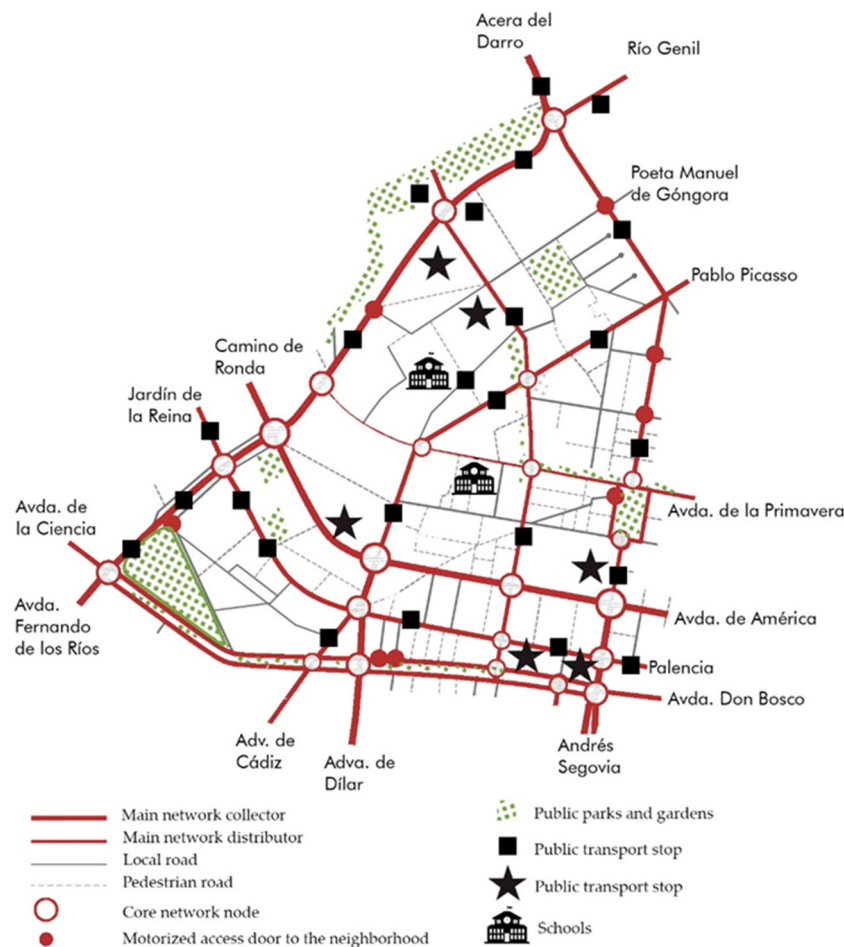 Acera del
Darro
Río Genil
Poeta Manuel
de Góngora
Pablo Picasso
Camino de
Ronda
Jardín de
la Reina
Avda. de
la Ciencia
Avda. de la Primavera
Avda.
Fernando
de los Ríos
Avda. de América
Palencia
Avda. Don Bosco
Adv. de
Cádiz
Adva. de
Dílar
Andrés
Segovia
Main network collector
Main network distributor
Local road
Pedestrian road
Core network node
Motorized access door to the neighborhood
Public parks and gardens
Public transport stop
Public transport stop
Schools